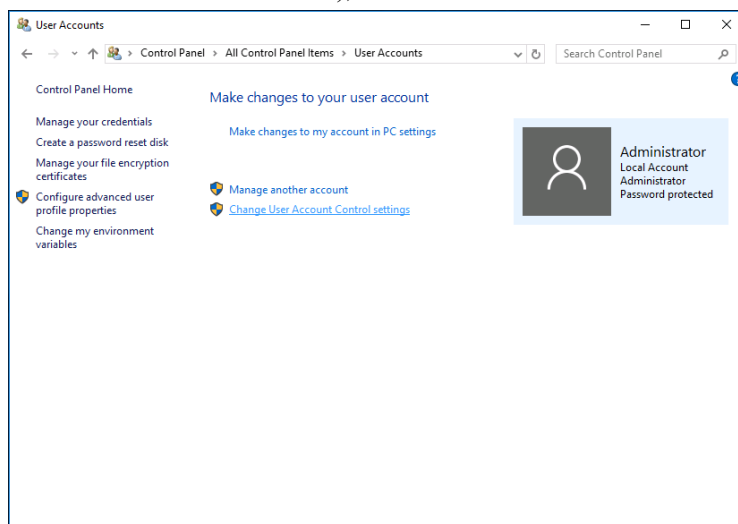 User Accounts
Control Panel > All Control Panel Items > User Accounts
Search Control Panel
Control Panel Home
Manage your credentials
Create a password reset disk
Manage your file encryption
certificates
Configure advanced user
profile properties
Change my environment
variables
Make changes to your user account
Make changes to my account in PC settings
Manage another account
Change User Account Control settings
Administrator
Local Account
Administrator
Password protected